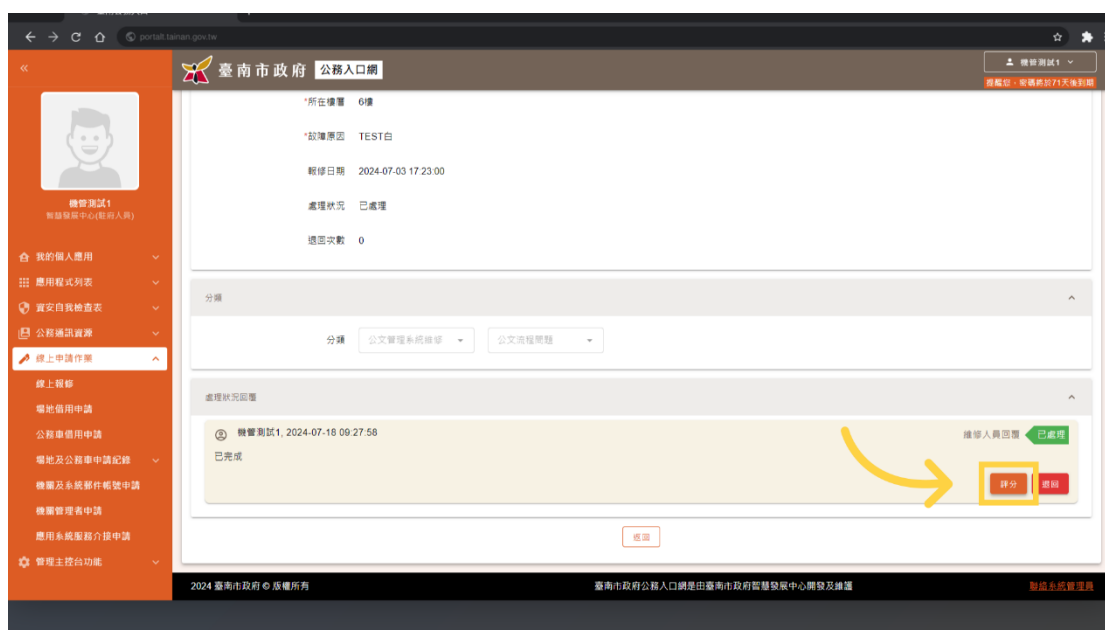 portalt.tainan.gov.tw
臺南市政府 公務入口網
機管測試1
提醒您，密碼將於71天後到期
機管測試1
智慧發展中心(駐府人員)
我的個人應用
應用程式列表
資安自我檢查表
公務通訊資源
線上申請作業
線上報修
場地借用申請
公務車借用申請
場地及公務車申請紀錄
機關及系統郵件帳號申請
機關管理者申請
應用系統服務介接申請
管理主控台功能
*所在樓層 6樓
*故障原因 TEST白
報修日期 2024-07-03 17:23:00
處理狀況 已處理
退回次數 0
分類
分類 公文管理系統維修 公文流程問題
處理狀況回覆
機管測試1, 2024-07-18 09:27:58
維修人員回覆 已處理
已完成
評分 退回
返回
2024 臺南市政府 © 版權所有
臺南市政府公務入口網是由臺南市政府智慧發展中心開發及維護
聯絡系統管理員